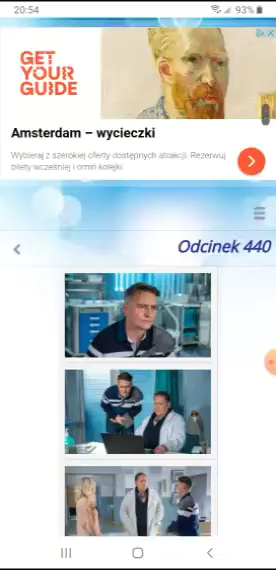 20:54
93%
GET
YOUR
GUIDE
Amsterdam – wycieczki
Wybieraj z szerokiej oferty dostępnych atrakcji. Rezerwuj
bilety wcześniej i omiń kolejki.
Odcinek 440